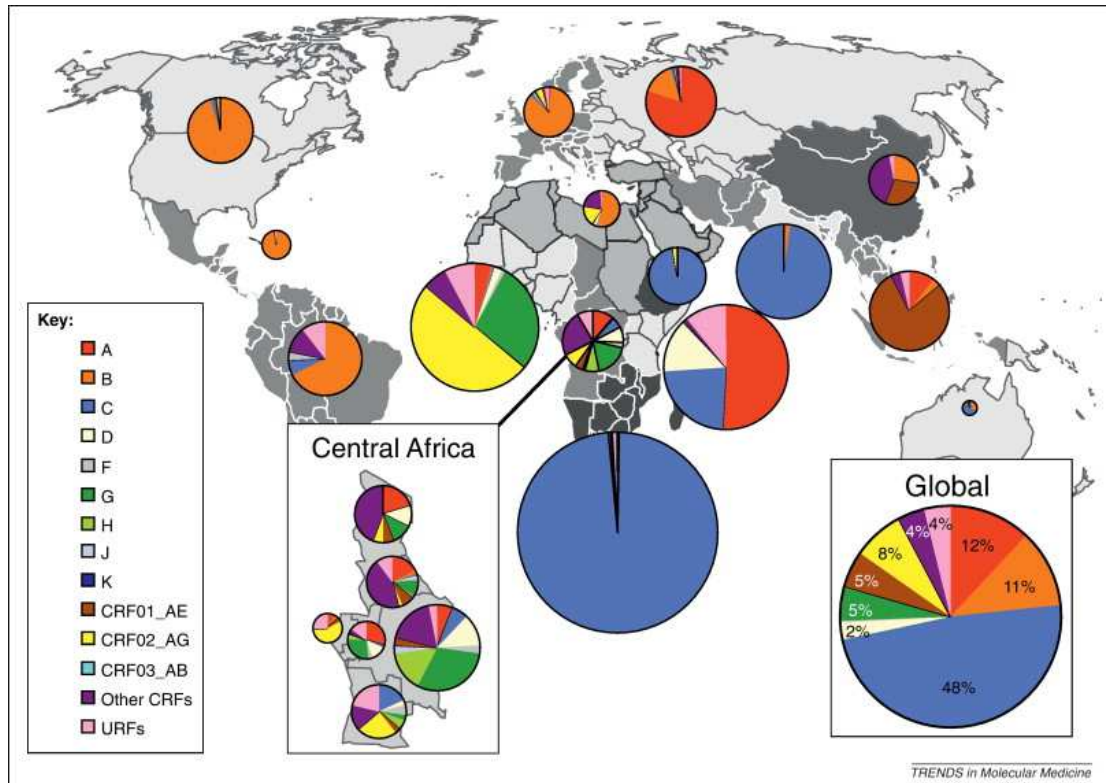 Key:
A
B
C
D
F
G
H
J
K
CRF01_AE
CRF02_AG
CRF03_AB
Other CRFs
URFs
Central Africa
Global
4%
4%
12%
8%
11%
5%
5%
2%
48%
TRENDS in Molecular Medicine